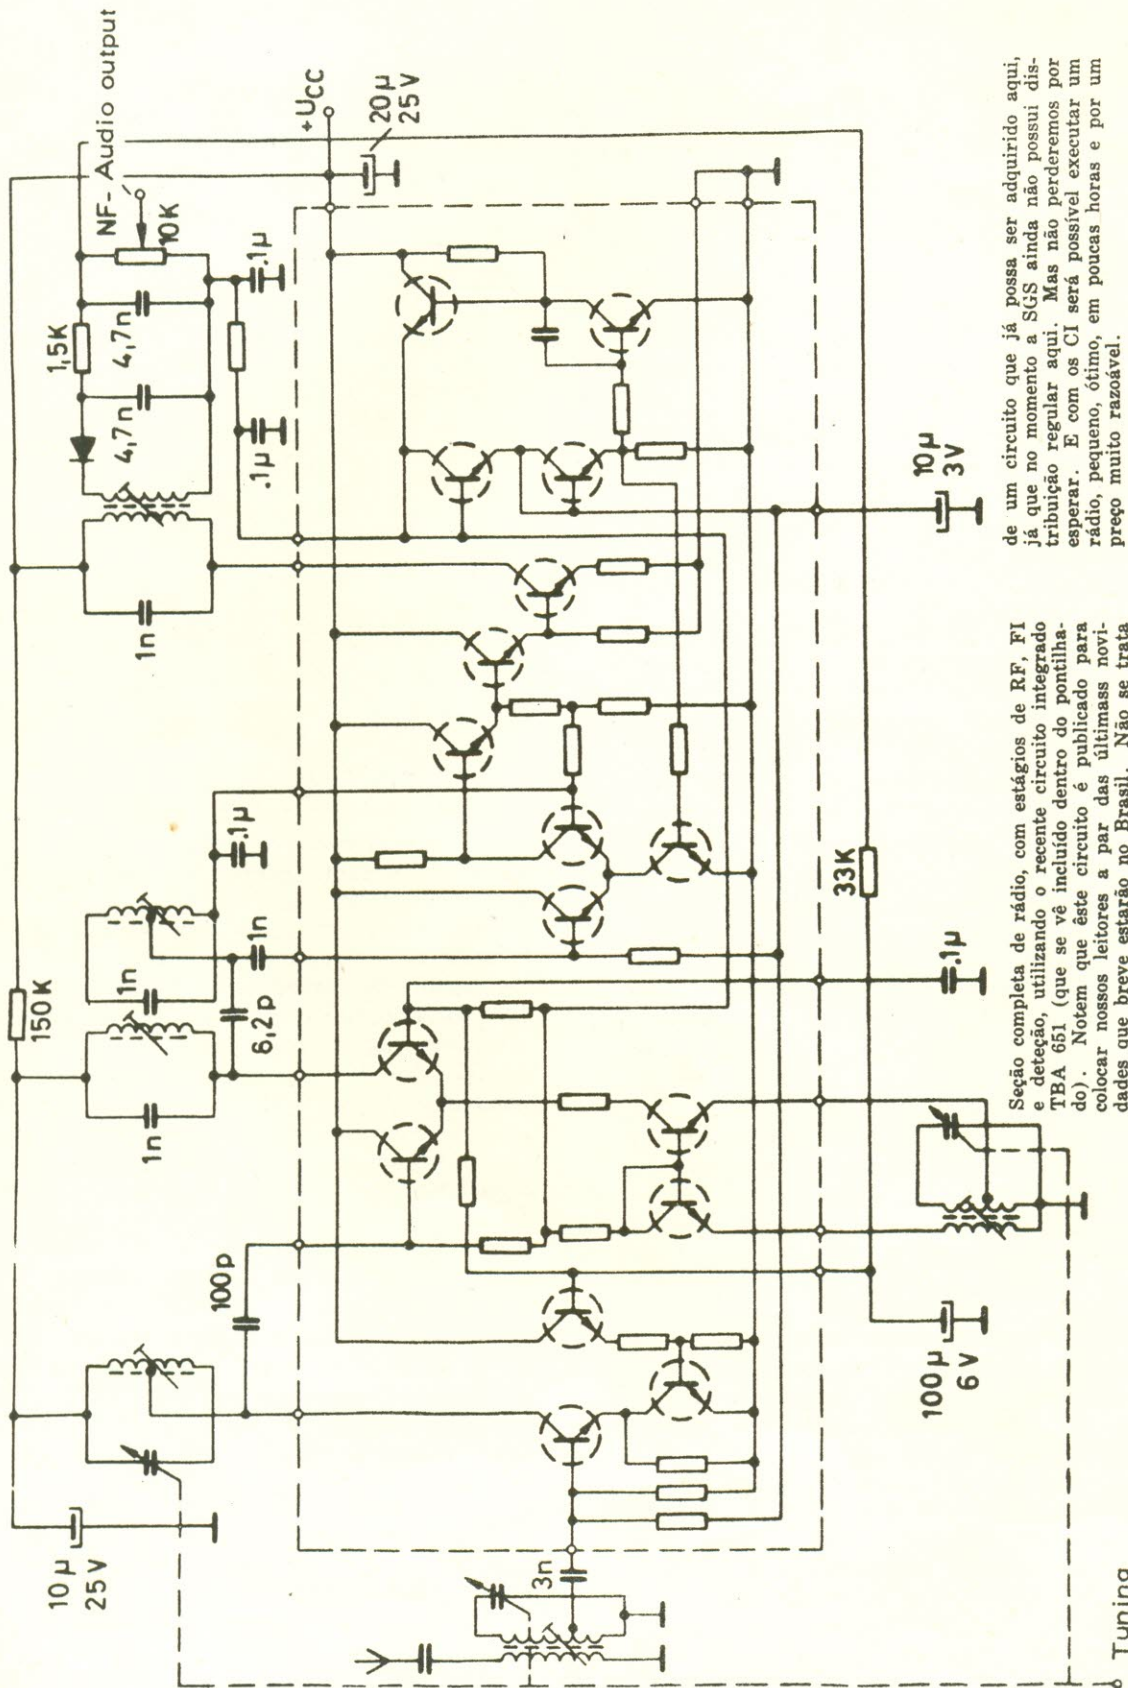 NF- Audio output
+UCC
20µ
25V
10K
1,5K
4,7n
4,7n
.1µ
.1µ
1n
150K
1n
1n
6,2p
1n
.1µ
100p
10µ
25V
3n
Tuning
100µ
6V
.1µ
33K
10µ
3V
Seção completa de rádio, com estágios de RF, FI
e deteção, utilizando o recente circuito integrado
TBA 651 (que se vê incluído dentro do pontilha-
do). Notem que êste circuito é publicado para
colocar nossos leitores a par das últimass novi-
dades que breve estarão no Brasil. Não se trata
de um circuito que já possa ser adquirido aqui,
já que no momento a SGS ainda não possui dis-
tribuição regular aqui. Mas não perderemos por
esperar. E com os CI será possível executar um
rádio, pequeno, ótimo, em poucas horas e por um
preço muito razoável.